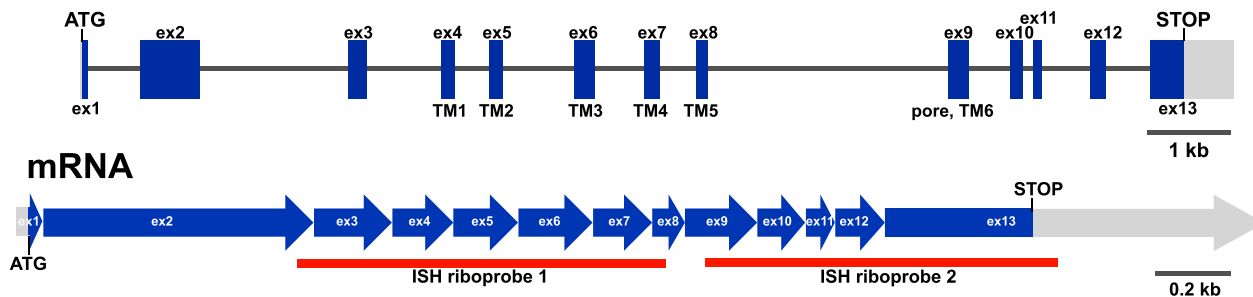 ATG ex2 ex3 ex4 ex5 ex6 ex7 ex8 ex9 ex10 ex11 ex12 STOP
ex1 TM1 TM2 TM3 TM4 TM5 pore, TM6 ex13
1 kb
mRNA
STOP
ex1 ex2 ex3 ex4 ex5 ex6 ex7 ex8 ex9 ex10 ex11 ex12 ex13
ATG
ISH riboprobe 1 ISH riboprobe 2
0.2 kb